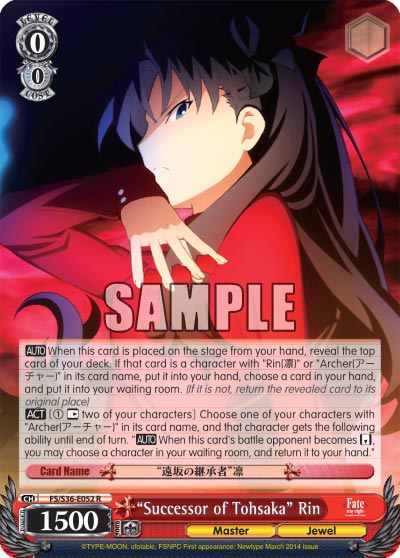 LEVEL
0
0
COST
SAMPLE
AUTO When this card is placed on the stage from your hand, reveal the top
card of your deck. If that card is a character with "Rin(凛)" or "Archer(アー
チャー)" in its card name, put it into your hand, choose a card in your hand,
and put it into your waiting room. (If it is not, return the revealed card to its
original place)
ACT [① two of your characters] Choose one of your characters with
"Archer(アーチャー)" in its card name, and that character gets the following
ability until end of turn. "AUTO When this card's battle opponent becomes ,
you may choose a character in your waiting room, and return it to your hand."
Card Name "遠坂の継承者"凛
CH FS/S36-E052 R
"Successor of Tohsaka" Rin
POWER 1500 SOUL
Fate
stay night
Master Jewel
©TYPE-MOON, ufotable, FSNPC First appearance: Newtype March 2014 issue